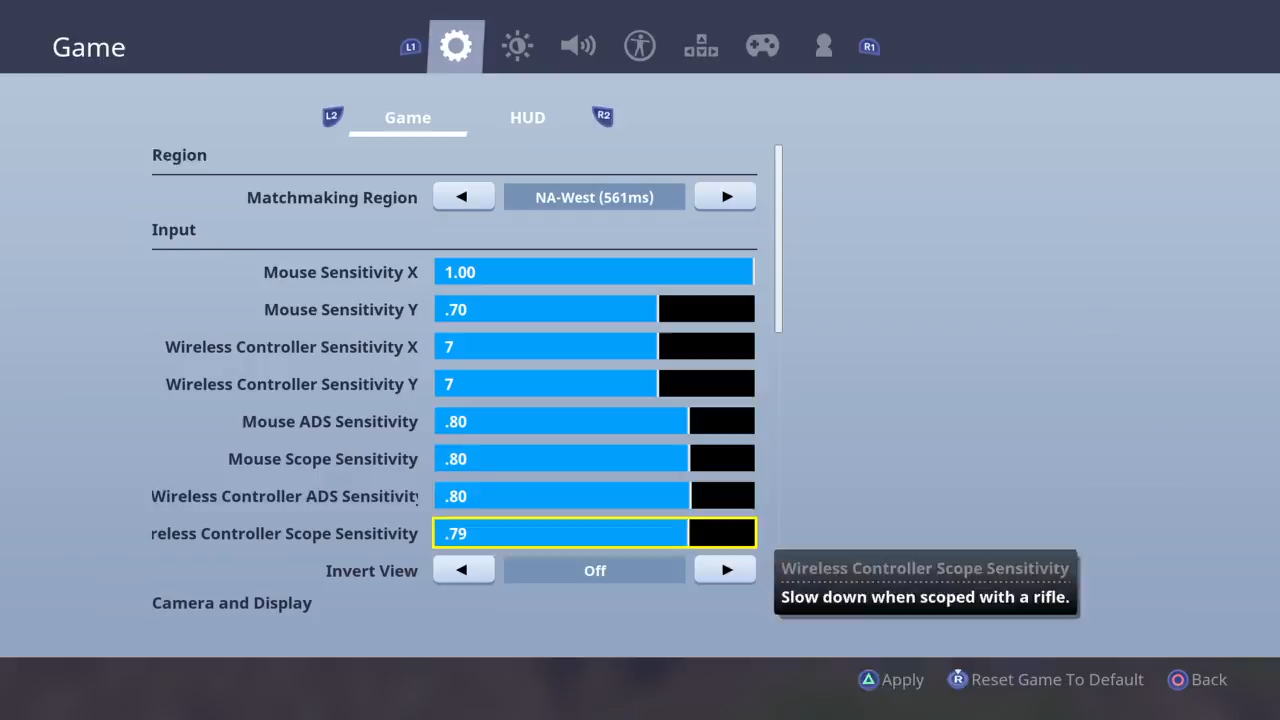 Game
L1
R1
L2
Game
HUD
R2
Region
Matchmaking Region
NA-West (561ms)
Input
Mouse Sensitivity X
1.00
Mouse Sensitivity Y
.70
Wireless Controller Sensitivity X
7
Wireless Controller Sensitivity Y
7
Mouse ADS Sensitivity
.80
Mouse Scope Sensitivity
.80
Wireless Controller ADS Sensitivity
.80
reless Controller Scope Sensitivity
.79
Invert View
Off
Wireless Controller Scope Sensitivity
Slow down when scoped with a rifle.
Camera and Display
Apply
R Reset Game To Default
Back